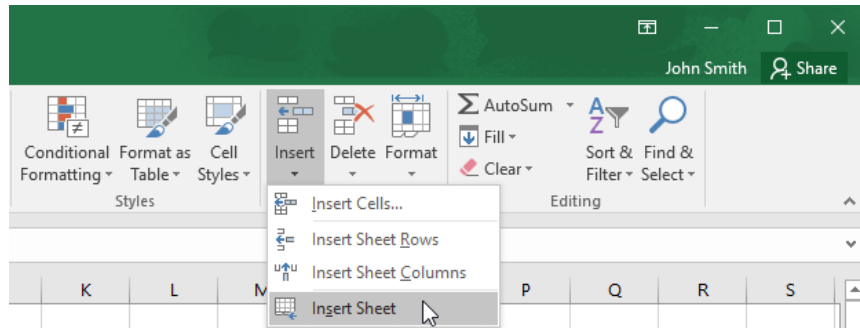 John Smith Share
Conditional Formatting
Format as Table
Cell Styles
Insert
Delete
Format
AutoSum
Fill
Clear
Sort & Filter
Find & Select
Styles
Editing
Insert Cells...
Insert Sheet Rows
Insert Sheet Columns
Insert Sheet
K L M P Q R S